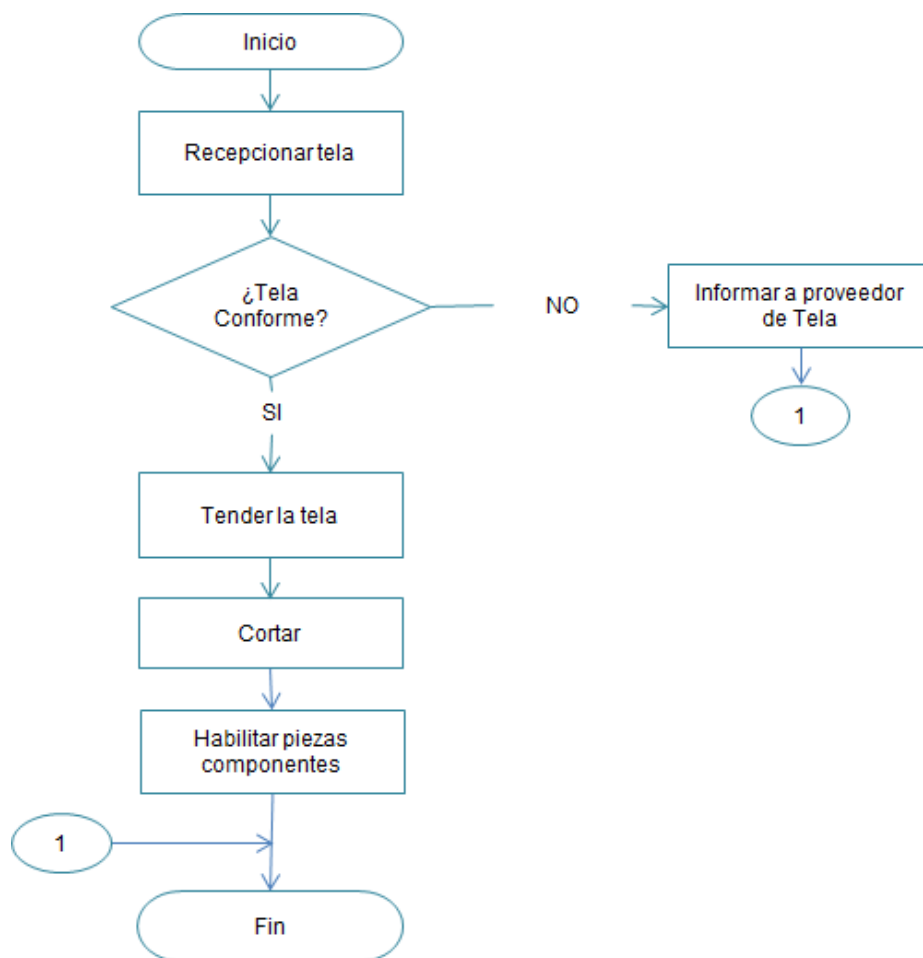 Inicio
Recepcionar tela
¿Tela
Conforme?
NO
Informar a proveedor
de Tela
1
SI
Tender la tela
Cortar
Habilitar piezas
componentes
1
Fin